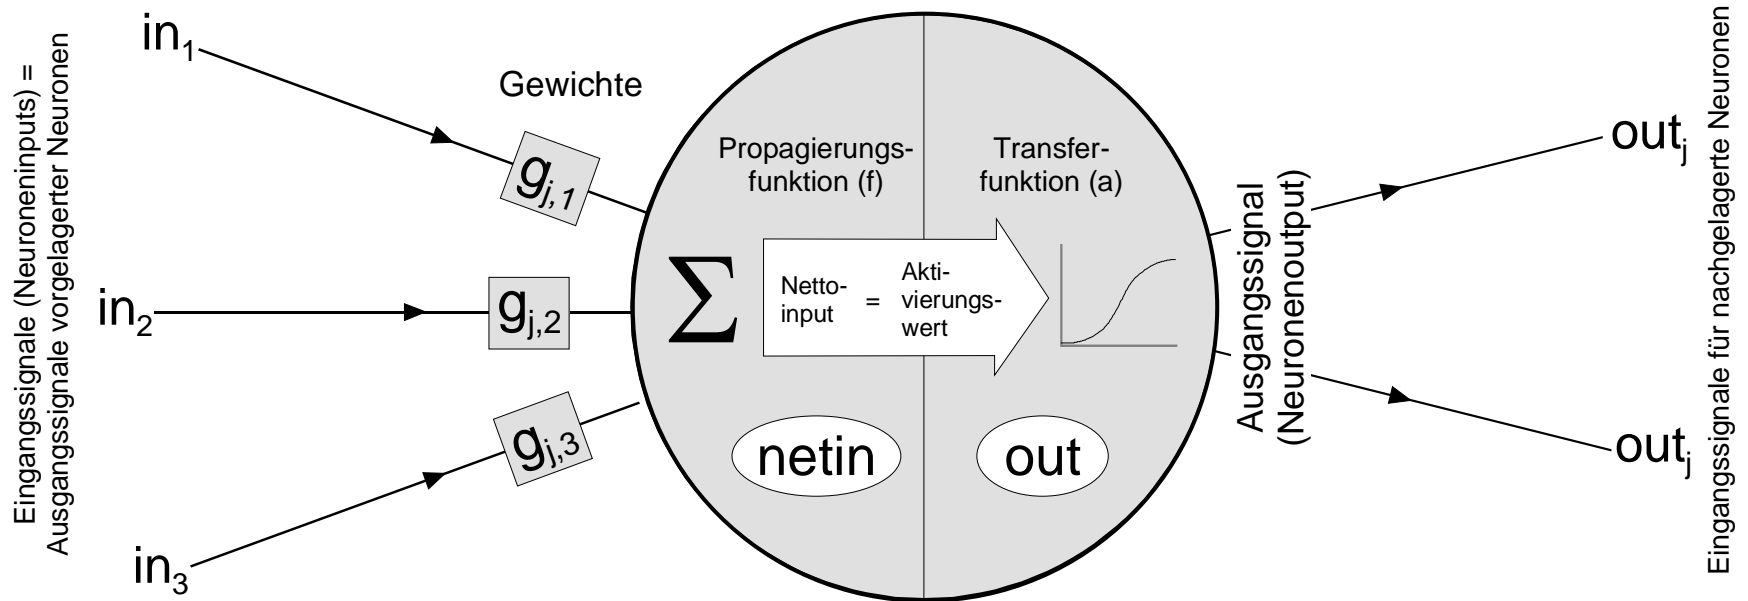 Eingangssignale (Neuroneninputs) =
Ausgangssignale vorgelagerter Neuronen
in1
in2
in3
Gewichte
gj,1
gj,2
gj,3
Propagierungs-
funktion (f)
Σ
Netto-
input
=
Akti-
vierungs-
wert
netin
Transfer-
funktion (a)
out
Ausgangssignal
(Neuronenoutput)
outj
outj
Eingangssignale für nachgelagerte Neuronen